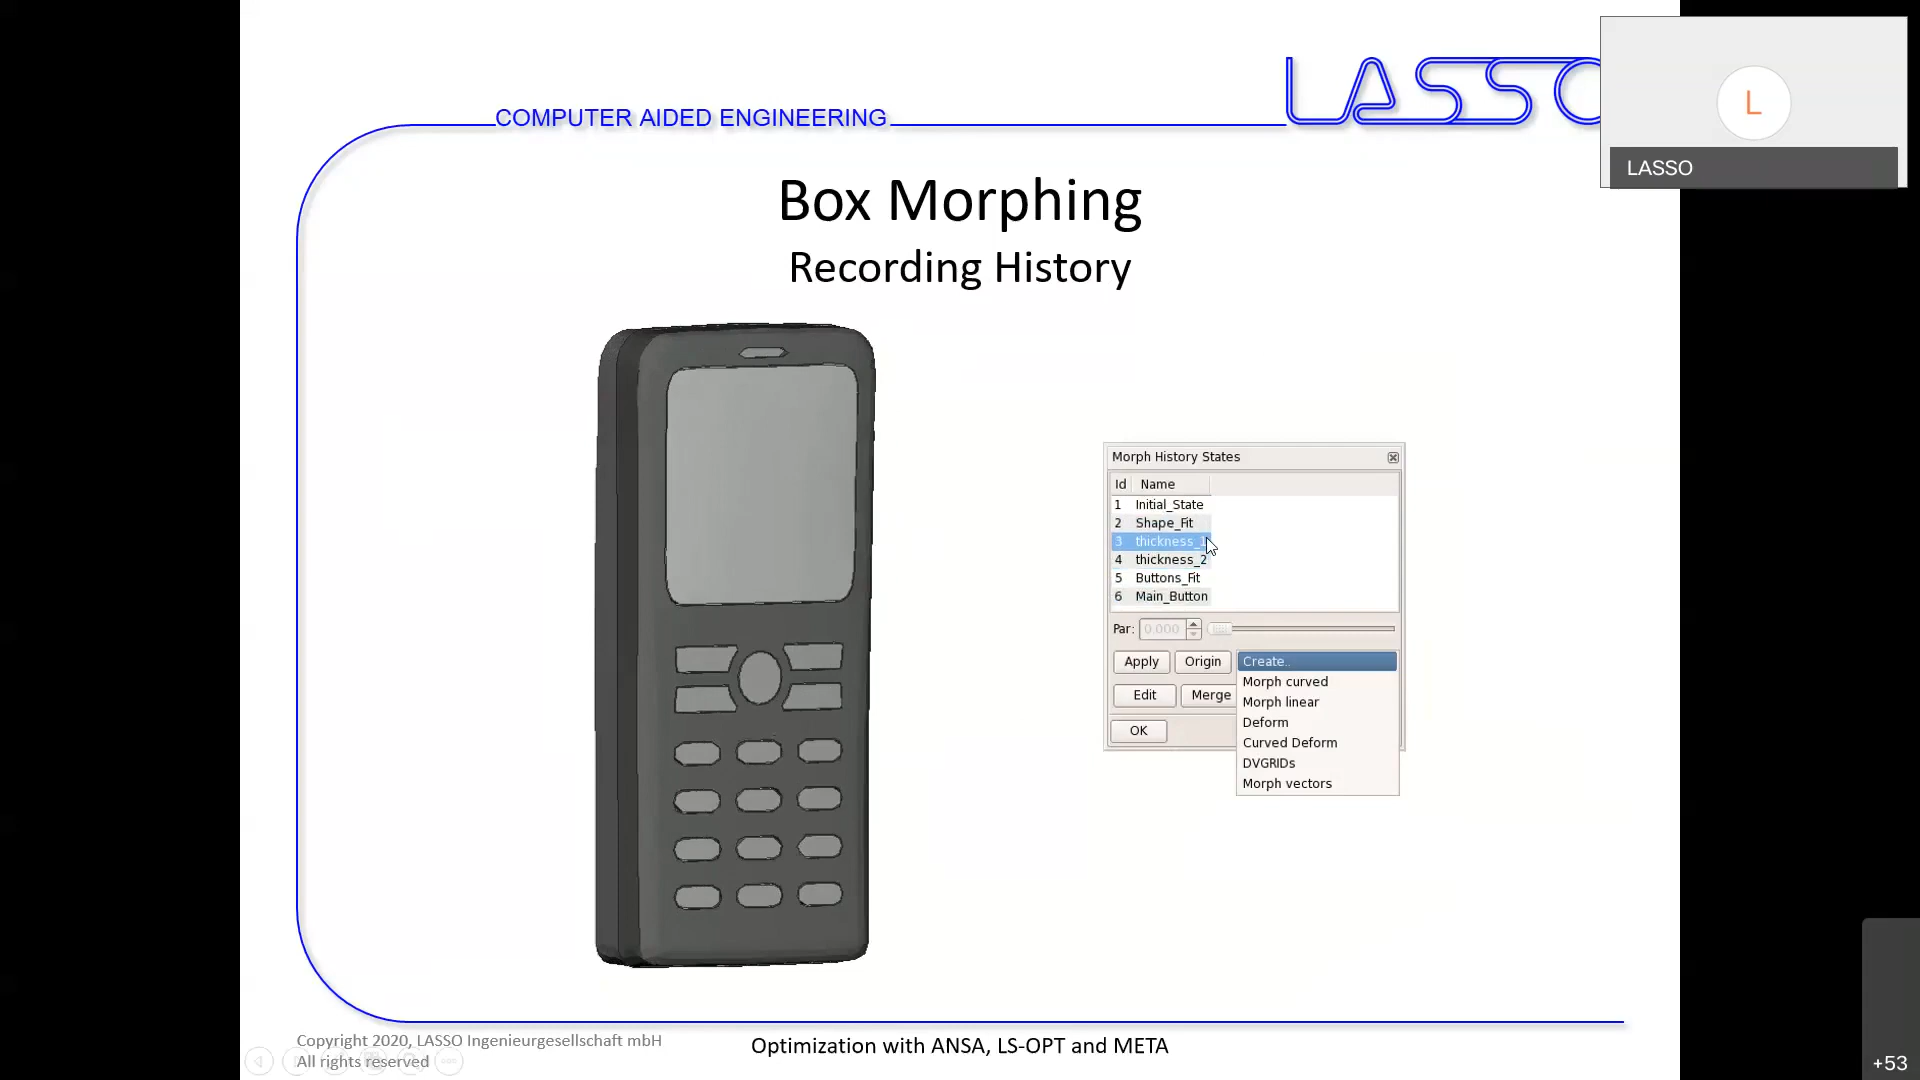 LASSO
COMPUTER AIDED ENGINEERING
L
LASSO
Box Morphing
Recording History
Morph History States
Id Name
1 Initial_State
2 Shape_Fit
3 thickness_1
4 thickness_2
5 Buttons_Fit
6 Main_Button
Par: 0.000
Apply Origin Create..
Morph curved
Edit Merge
Morph linear
Deform
OK
Curved Deform
DVGRIDs
Morph vectors
Copyright 2020, LASSO Ingenieurgesellschaft mbH
All rights reserved
Optimization with ANSA, LS-OPT and META
+53